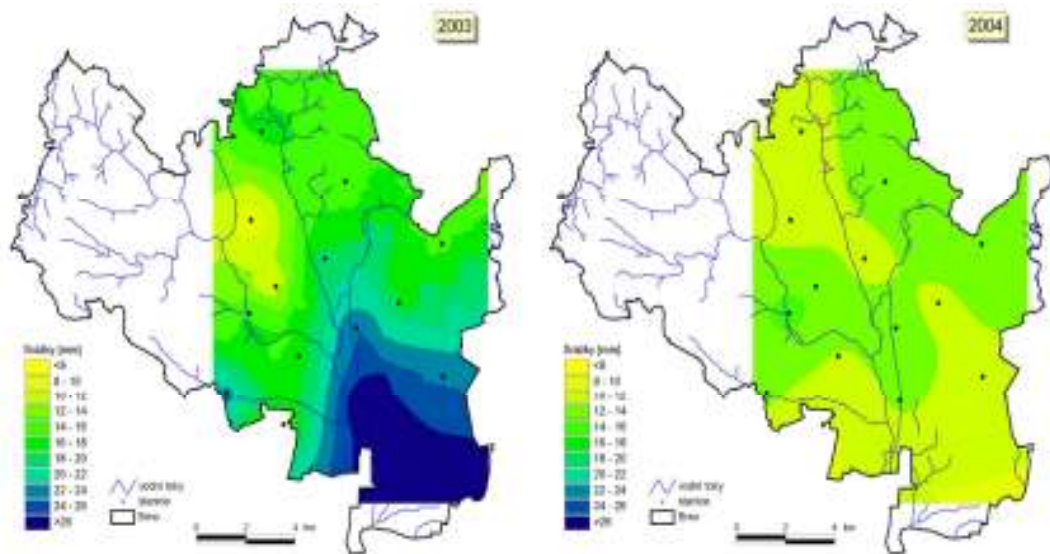 2003
Srážky [mm]
<8
8 - 10
10 - 12
12 - 14
14 - 16
16 - 18
18 - 20
20 - 22
22 - 24
24 - 26
>26
vodní toky
stanice
Brno
0 2 4 km
2004
Srážky [mm]
<8
8 - 10
10 - 12
12 - 14
14 - 16
16 - 18
18 - 20
20 - 22
22 - 24
24 - 26
>26
vodní toky
stanice
Brno
0 2 4 km